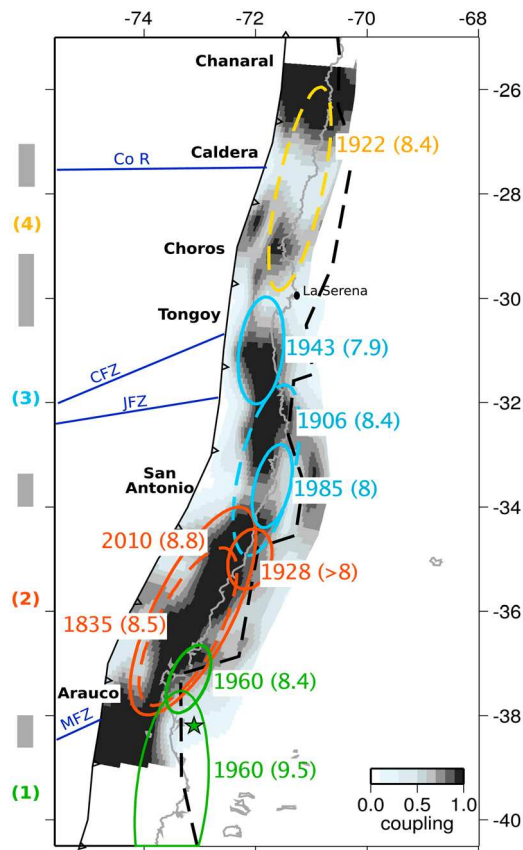 -74 -72 -70 -68
Chanaral
-26
Caldera
1922 (8.4)
Co R
-28
(4)
Choros
La Serena
-30
Tongoy
1943 (7.9)
CFZ
(3)
JFZ
-32
1906 (8.4)
San
Antonio
1985 (8)
-34
2010 (8.8)
1928 (>8)
(2)
1835 (8.5)
-36
1960 (8.4)
Arauco
MFZ
-38
1960 (9.5)
(1)
0.0 0.5 1.0
coupling
-40